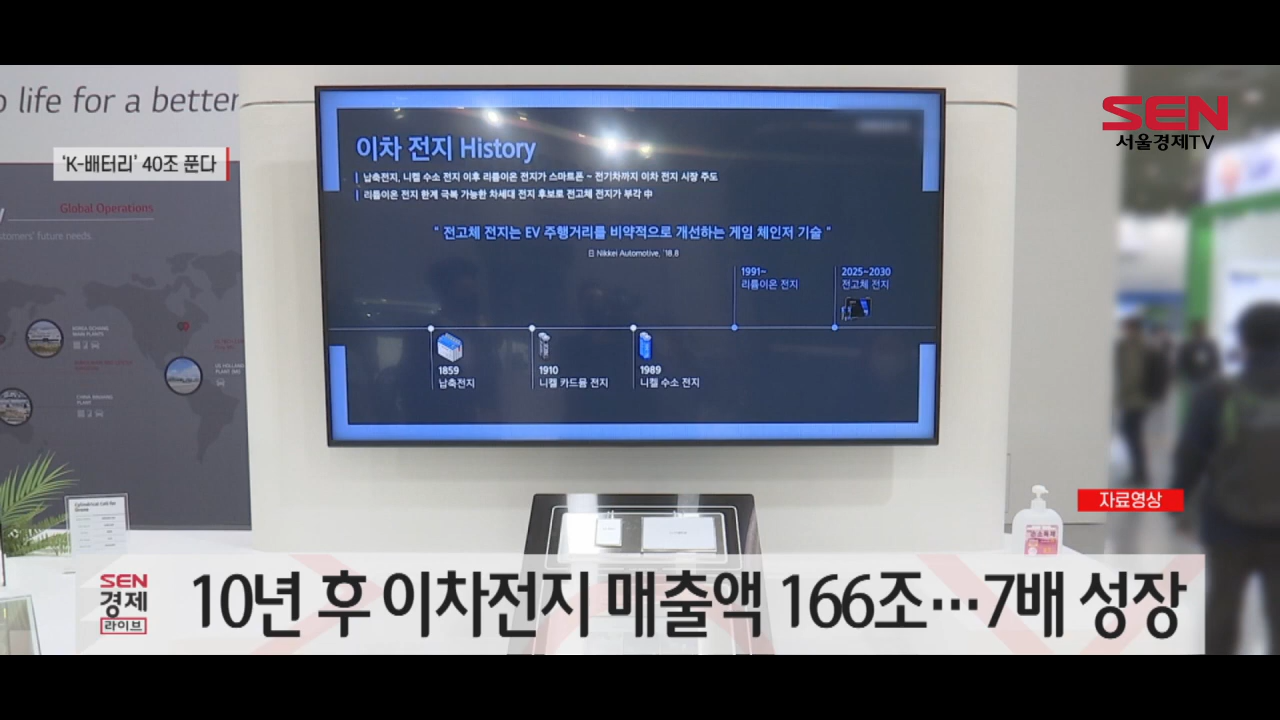 o life for a better
SEN
서울경제TV
'K-배터리' 40조 푼다
Global Operations
stomers' future needs.
이차 전지 History
납축전지, 니켈 수소 전지 이후 리튬이온 전지가 스마트폰 ~ 전기차까지 이차 전지 시장 주도
리튬이온 전지 한계 극복 가능한 차세대 전지 후보로 전고체 전지가 부각 中
" 전고체 전지는 EV 주행거리를 비약적으로 개선하는 게임 체인저 기술 "
日 Nikkei Automotive, '18.8
1991~
리튬이온 전지
2025~2030
전고체 전지
1859
납축전지
1910
니켈 카드뮴 전지
1989
니켈 수소 전지
자료영상
SEN
경제
라이브
10년 후 이차전지 매출액 166조…7배 성장